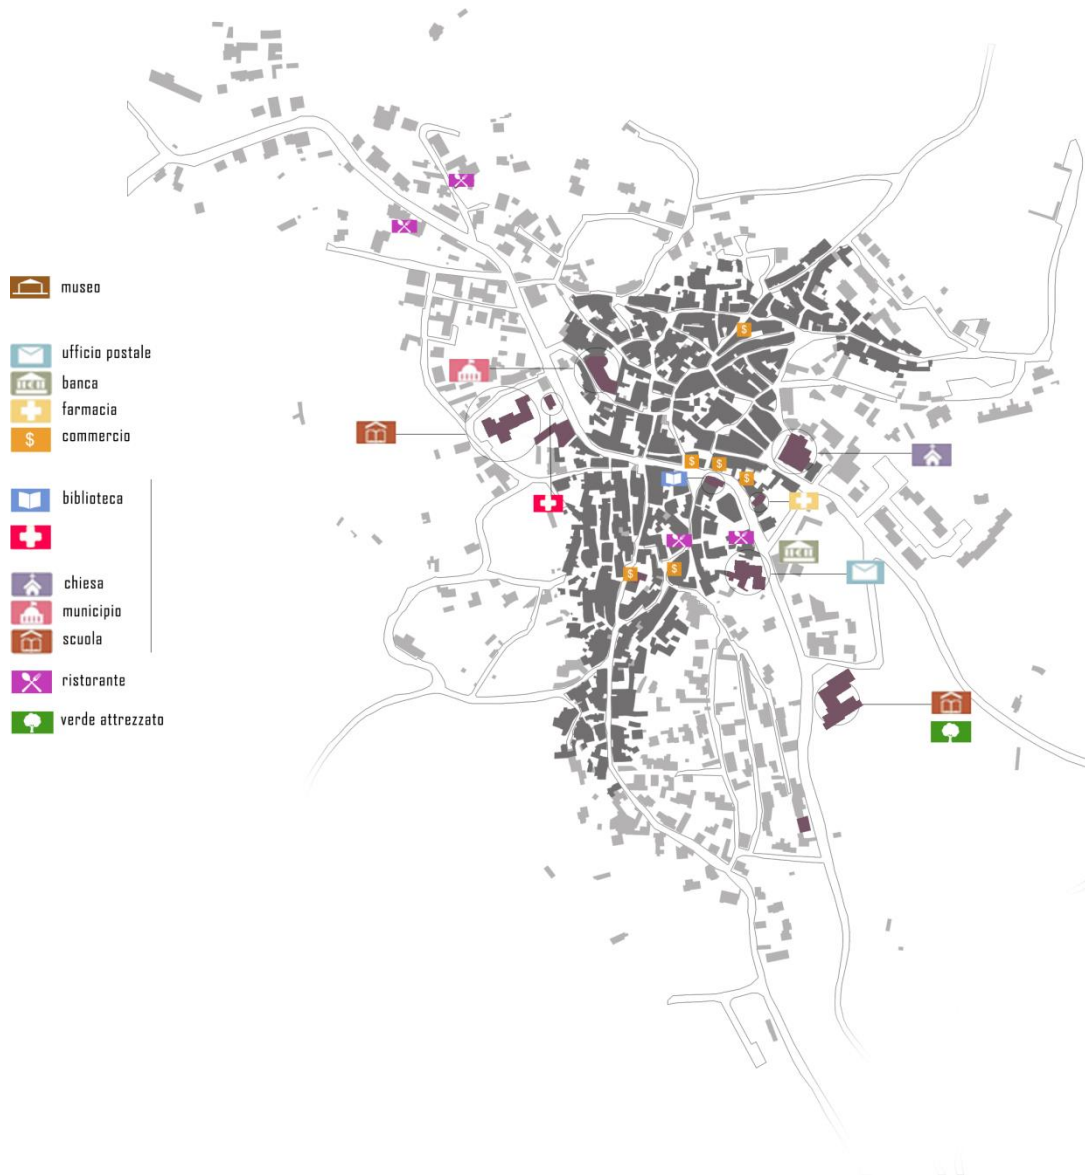 museo
ufficio postale
banca
farmacia
$ commercio
biblioteca
chiesa
municipio
scuola
ristorante
verde attrezzato
$
$
$
$
$
$